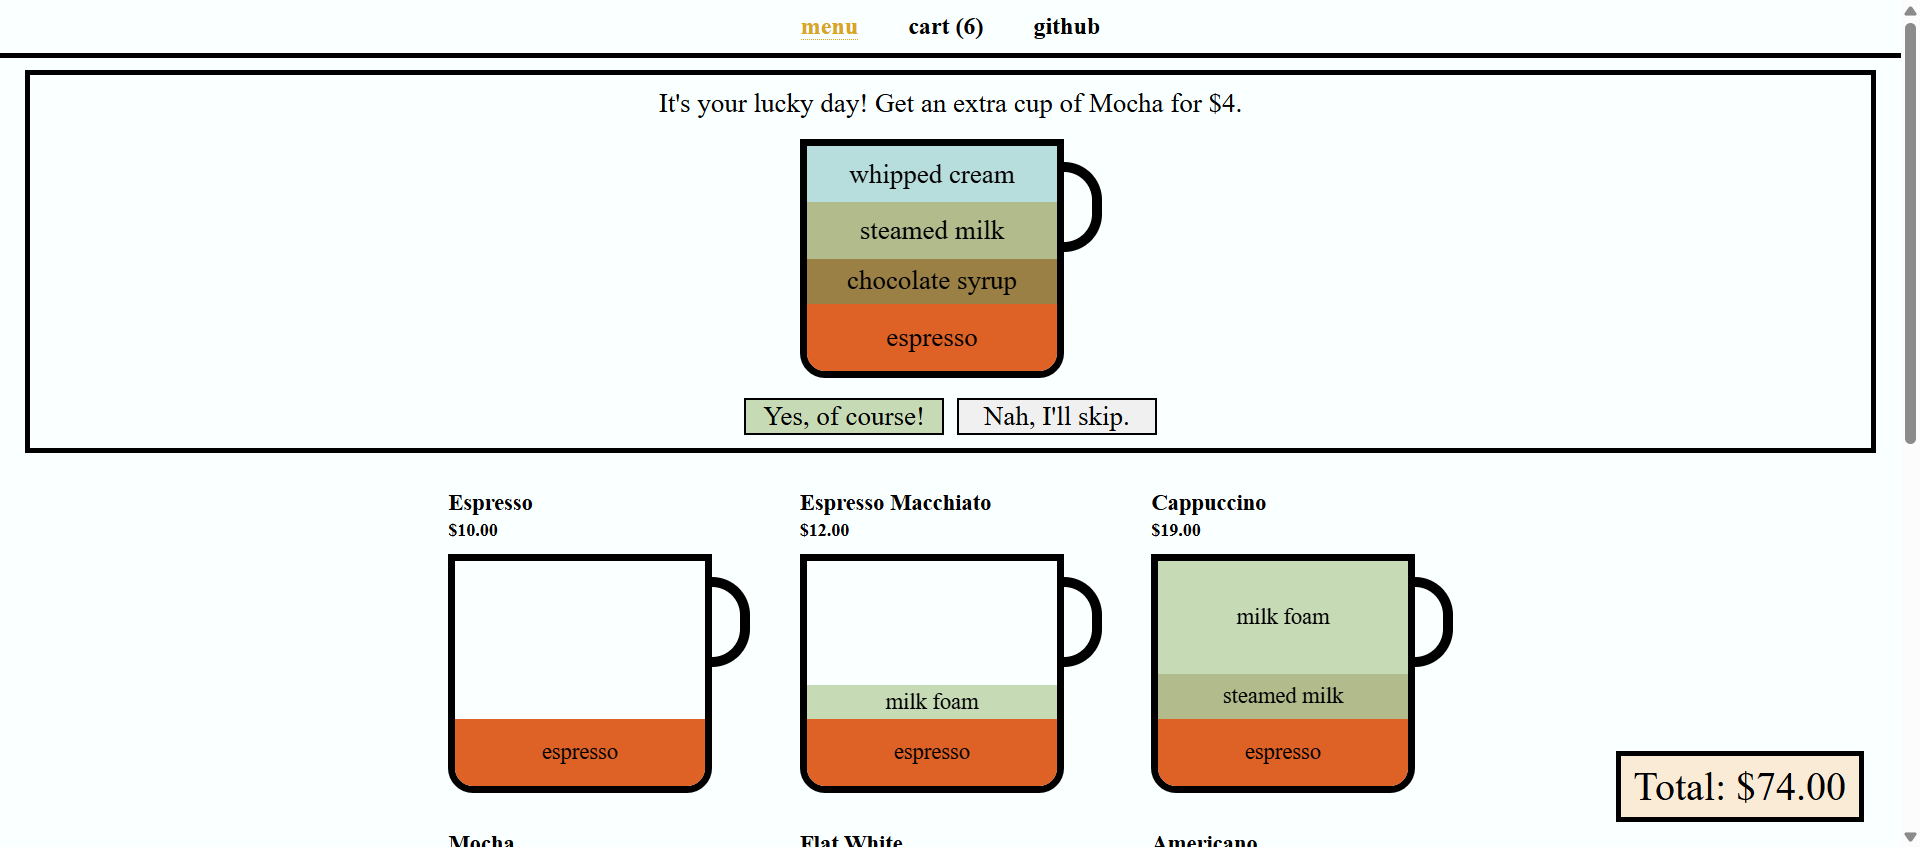 menu cart (6) github
It's your lucky day! Get an extra cup of Mocha for $4.
whipped cream
steamed milk
chocolate syrup
espresso
Yes, of course! Nah, I'll skip.
Espresso
$10.00
espresso
Espresso Macchiato
$12.00
milk foam
espresso
Cappuccino
$19.00
milk foam
steamed milk
espresso
Total: $74.00
Mocha
Flat White
Americano